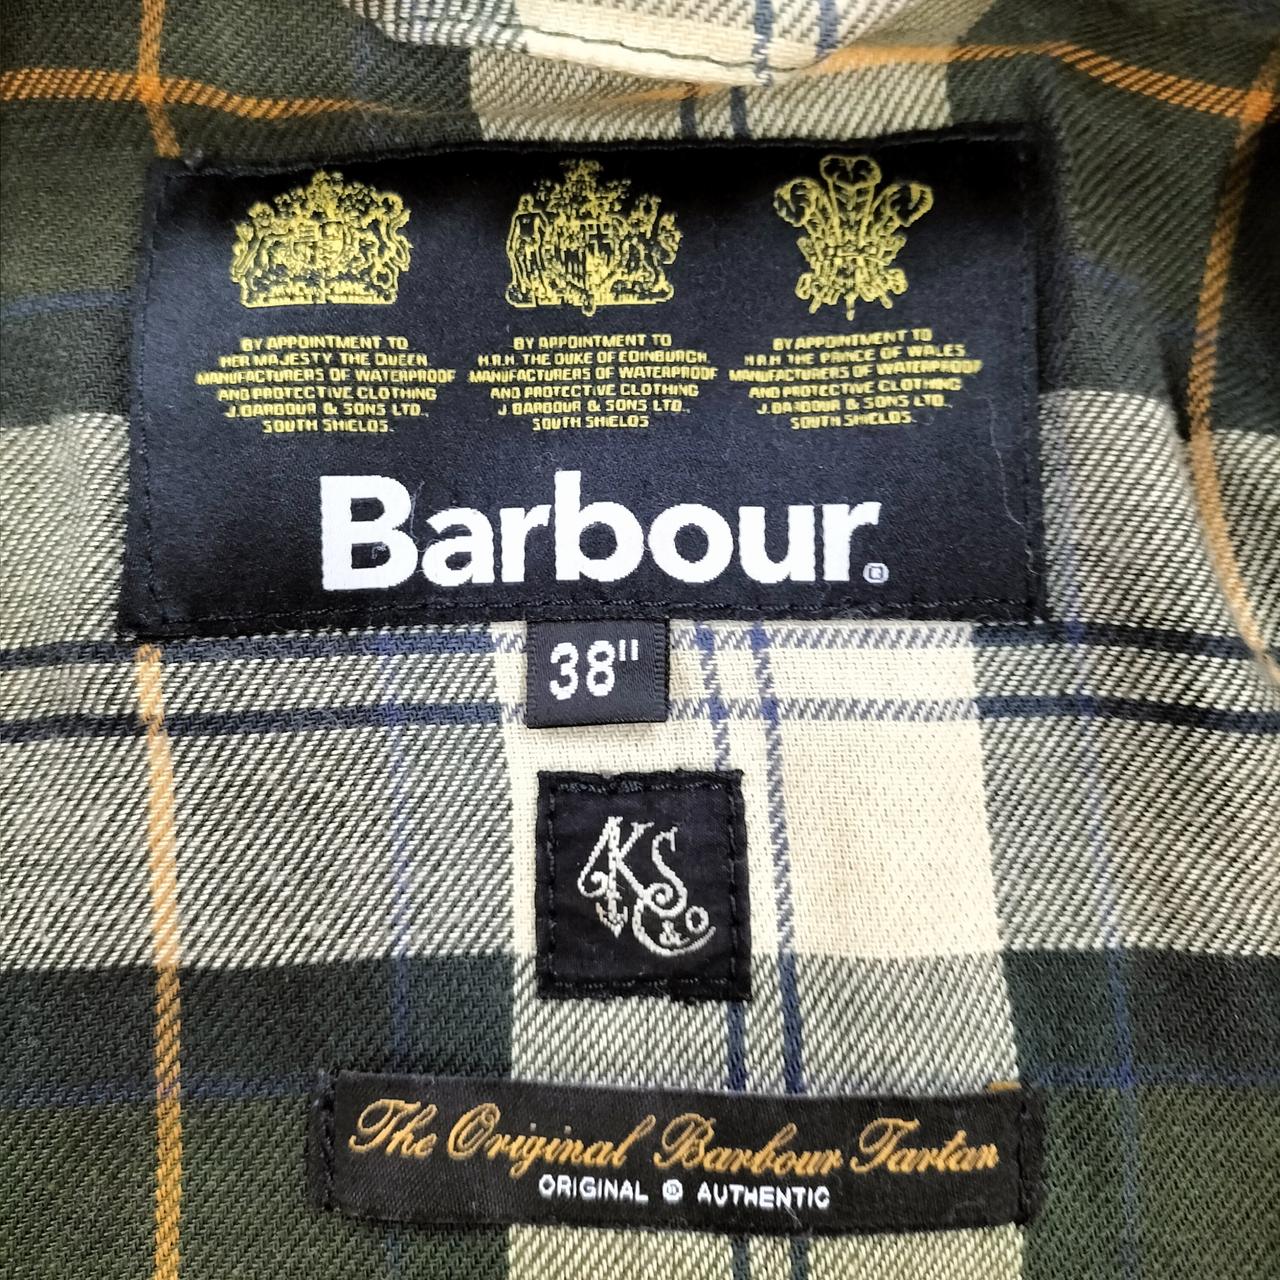 BY APPOINTMENT TO
HER MAJESTY THE QUEEN
MANUFACTURERS OF WATERPROOF
AND PROTECTIVE CLOTHING
J. BARBOUR & SONS LTD.,
SOUTH SHIELDS.
BY APPOINTMENT TO
H.R.H. THE DUKE OF EDINBURGH,
MANUFACTURERS OF WATERPROOF
AND PROTECTIVE CLOTHING
J. BARBOUR & SONS LTD.,
SOUTH SHIELDS
BY APPOINTMENT TO
H.R.H THE PRINCE OF WALES
MANUFACTURERS OF WATERPROOF
AND PROTECTIVE CLOTHING
J. BARBOUR & SONS LTD.,
SOUTH SHIELDS.
Barbour®
38"
KS
&Co
The Original Barbour Tartan
ORIGINAL ® AUTHENTIC